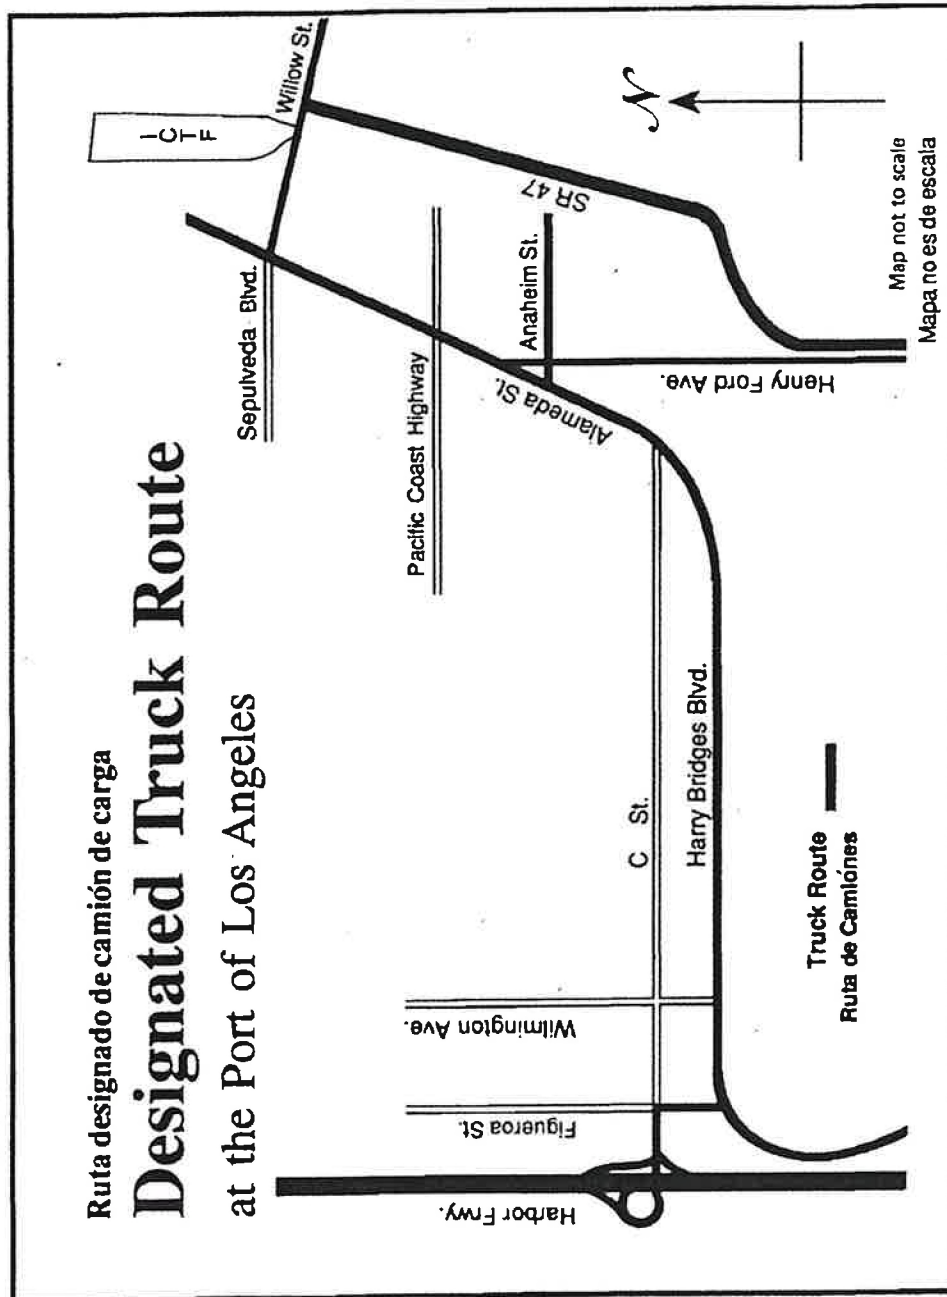 Ruta designado de camión de carga
Designated Truck Route
at the Port of Los Angeles
ICTF
Willow St.
Sepulveda Blvd.
Pacific Coast Highway
SR 47
Anaheim St.
Alameda St.
Henry Ford Ave.
C St.
Harry Bridges Blvd.
Wilmington Ave.
Figueroa St.
Harbor Frwy.
Truck Route
Ruta de Camiónes
N
Map not to scale
Mapa no es de escala